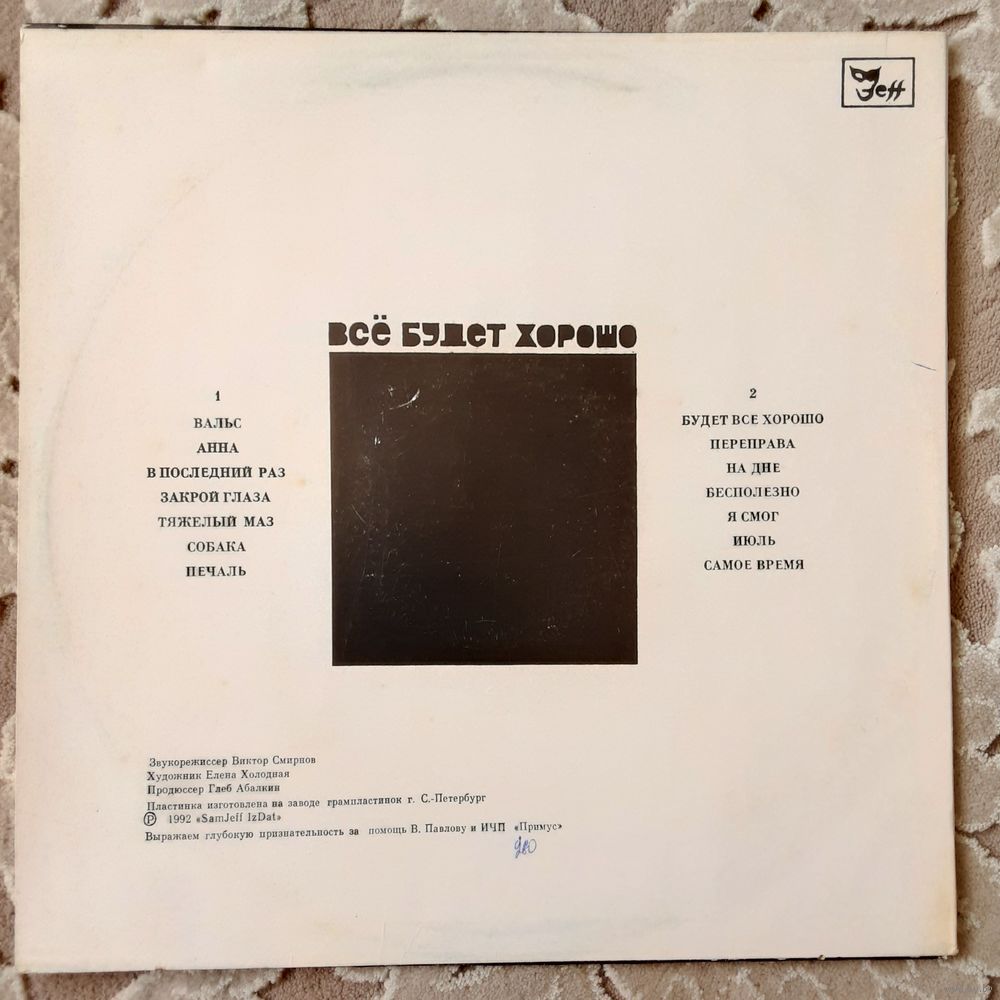 Jeff
ВСЁ БУДЕТ ХОРОШО
1
ВАЛЬС
АННА
В ПОСЛЕДНИЙ РАЗ
ЗАКРОЙ ГЛАЗА
ТЯЖЕЛЫЙ МАЗ
СОБАКА
ПЕЧАЛЬ
2
БУДЕТ ВСЕ ХОРОШО
ПЕРЕПРАВА
НА ДНЕ
БЕСПОЛЕЗНО
Я СМОГ
ИЮЛЬ
САМОЕ ВРЕМЯ
Звукорежиссер Виктор Смирнов
Художник Елена Холодная
Продюссер Глеб Абалкин
Пластинка изготовлена на заводе грампластинок г. С.-Петербург
Ⓟ 1992 «SamJeff IzDat»
Выражаем глубокую признательность за помощь В. Павлову и ИЧП «Примус»